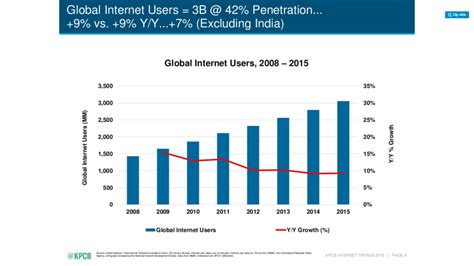 Global Internet Users = 3B @ 42% Penetration...
+9% vs. +9% Y/Y...+7% (Excluding India)
Clip slide
Global Internet Users, 2008 – 2015
3,500
3,000
2,500
2,000
1,500
1,000
500
0
Global Internet Users (MM)
35%
30%
25%
20%
15%
10%
5%
0%
Y/Y % Growth
2008 2009 2010 2011 2012 2013 2014 2015
Global Internet Users Y/Y Growth (%)
@KPCB
KPCB INTERNET TRENDS 2016 | PAGE